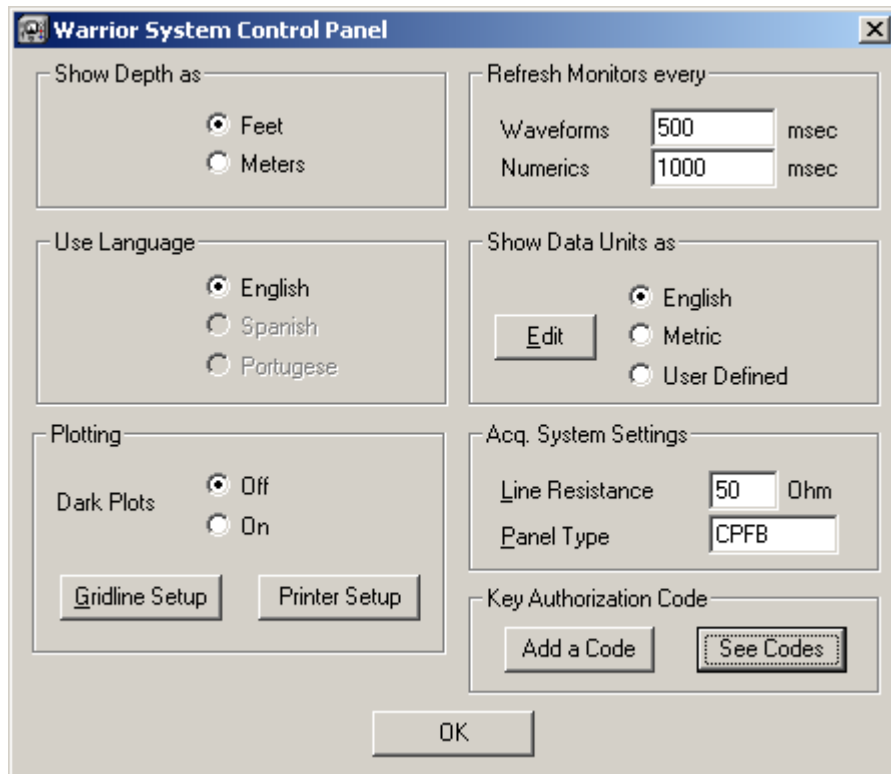 Warrior System Control Panel
Show Depth as
Feet
Meters
Refresh Monitors every
Waveforms 500 msec
Numerics 1000 msec
Use Language
English
Spanish
Portugese
Show Data Units as
Edit
English
Metric
User Defined
Plotting
Dark Plots
Off
On
Gridline Setup Printer Setup
Acq. System Settings
Line Resistance 50 Ohm
Panel Type CPFB
Key Authorization Code
Add a Code See Codes
OK